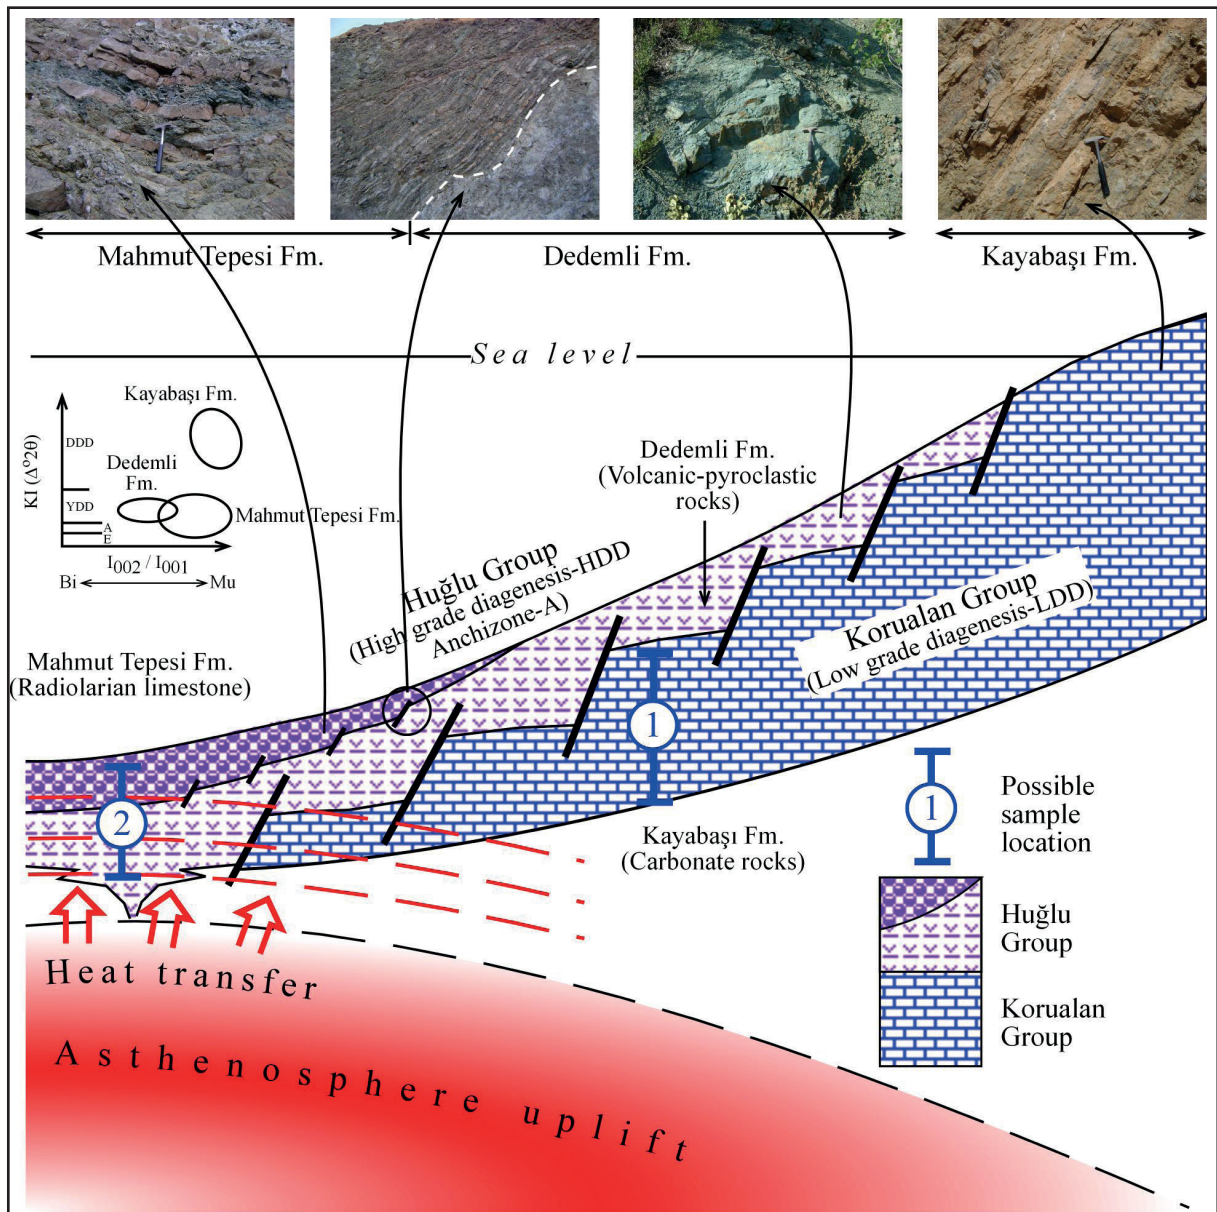 Mahmut Tepesi Fm.
Dedemli Fm.
Kayabaşı Fm.
Sea level
Kayabaşı Fm.
KI (Δ°2θ)
DDD
Dedemli
Fm.
YDD
A
E
Mahmut Tepesi Fm.
I002 / I001
Bi
Mu
Dedemli Fm.
(Volcanic-pyroclastic
rocks)
Huğlu Group
(High grade diagenesis-HDD
Anchizone-A)
Korualan Group
(Low grade diagenesis-LDD)
Mahmut Tepesi Fm.
(Radiolarian limestone)
1
2
Kayabaşı Fm.
(Carbonate rocks)
1
Possible
sample
location
Huğlu
Group
Korualan
Group
Heat transfer
Asthenosphere uplift